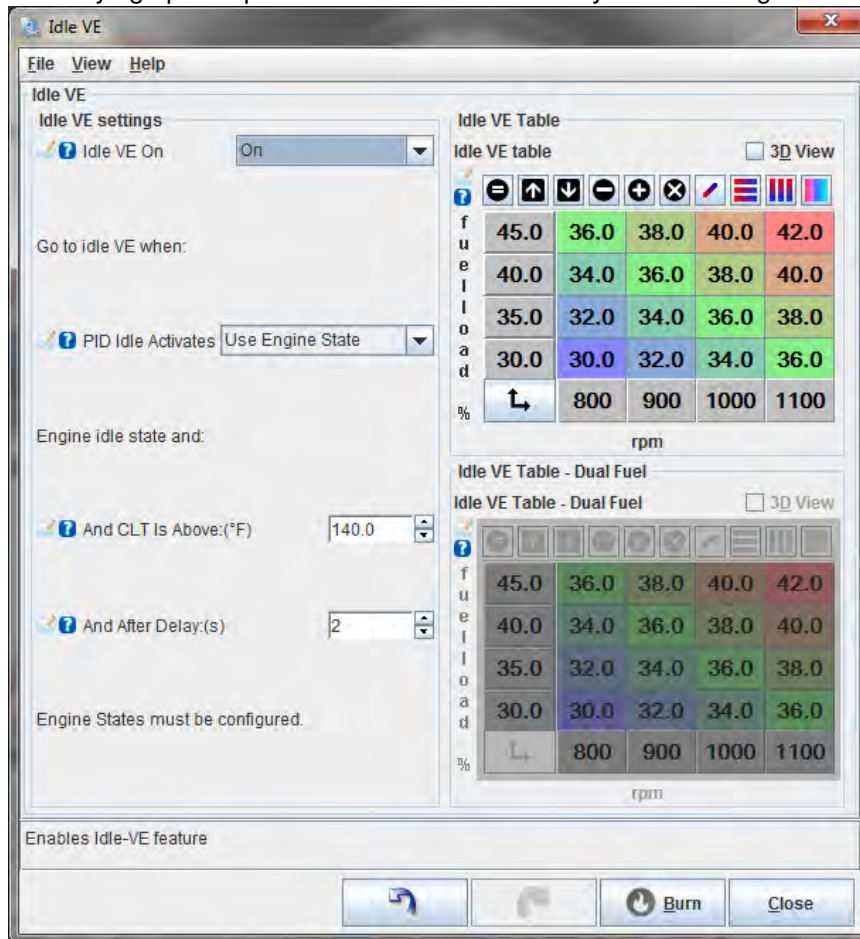 Idle VE
File View Help
Idle VE
Idle VE settings
Idle VE On On
Go to idle VE when:
PID Idle Activates Use Engine State
Engine idle state and:
And CLT Is Above:(°F) 140.0
And After Delay:(s) 2
Engine States must be configured.
Idle VE Table
Idle VE table 3D View
fuelload %
45.0 36.0 38.0 40.0 42.0
40.0 34.0 36.0 38.0 40.0
35.0 32.0 34.0 36.0 38.0
30.0 30.0 32.0 34.0 36.0
800 900 1000 1100
rpm
Idle VE Table - Dual Fuel
Idle VE Table - Dual Fuel 3D View
fuelload %
45.0 36.0 38.0 40.0 42.0
40.0 34.0 36.0 38.0 40.0
35.0 32.0 34.0 36.0 38.0
30.0 30.0 32.0 34.0 36.0
800 900 1000 1100
rpm
Enables Idle-VE feature
Burn Close